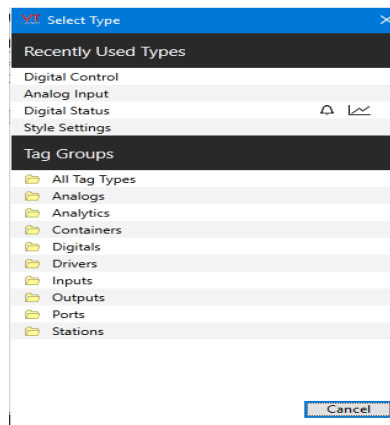 VT Select Type
Recently Used Types
Digital Control
Analog Input
Digital Status
Style Settings
Tag Groups
All Tag Types
Analogs
Analytics
Containers
Digitals
Drivers
Inputs
Outputs
Ports
Stations
Cancel